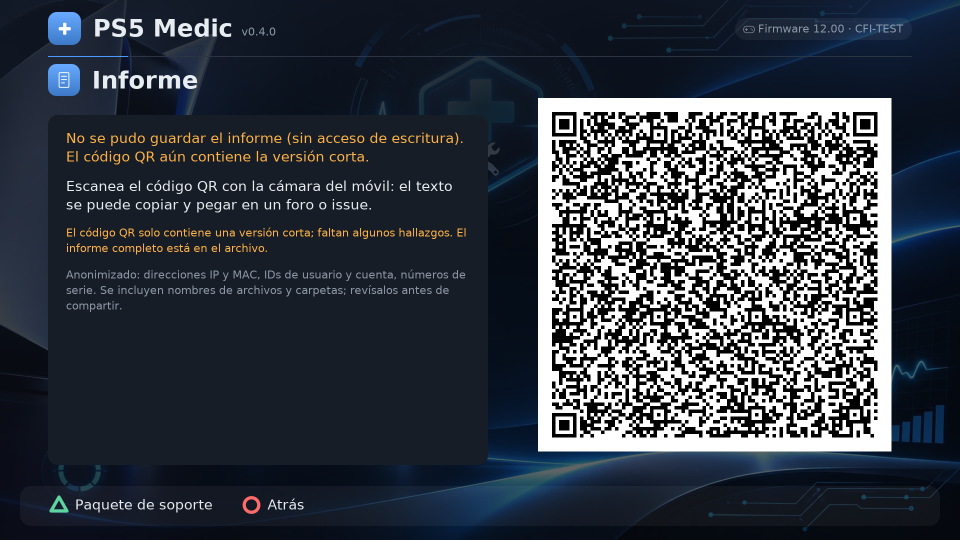 PS5 Medic v0.4.0
Firmware 12.00 · CFI-TEST
Informe
No se pudo guardar el informe (sin acceso de escritura).
El código QR aún contiene la versión corta.
Escanea el código QR con la cámara del móvil: el texto
se puede copiar y pegar en un foro o issue.
El código QR solo contiene una versión corta; faltan algunos hallazgos. El
informe completo está en el archivo.
Anonimizado: direcciones IP y MAC, IDs de usuario y cuenta, números de
serie. Se incluyen nombres de archivos y carpetas; revísalos antes de
compartir.
Paquete de soporte
Atrás